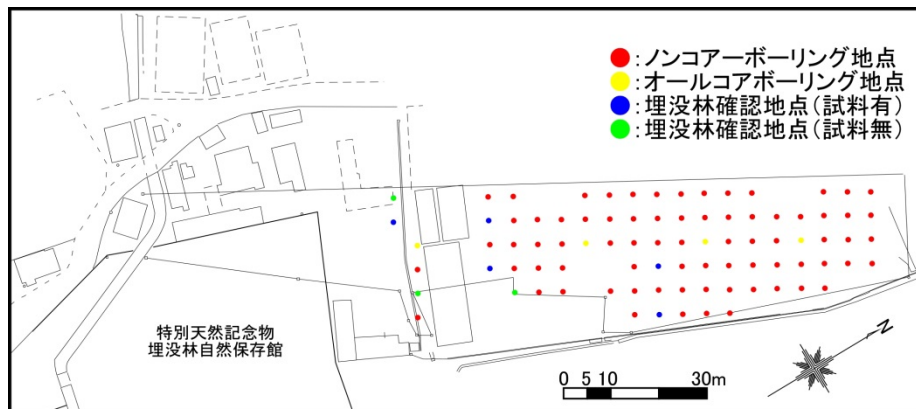 ●:ノンコアーボーリング地点
●:オールコアボーリング地点
●:埋没林確認地点(試料有)
●:埋没林確認地点(試料無)
特別天然記念物
埋没林自然保存館
N
0 5 10 30m